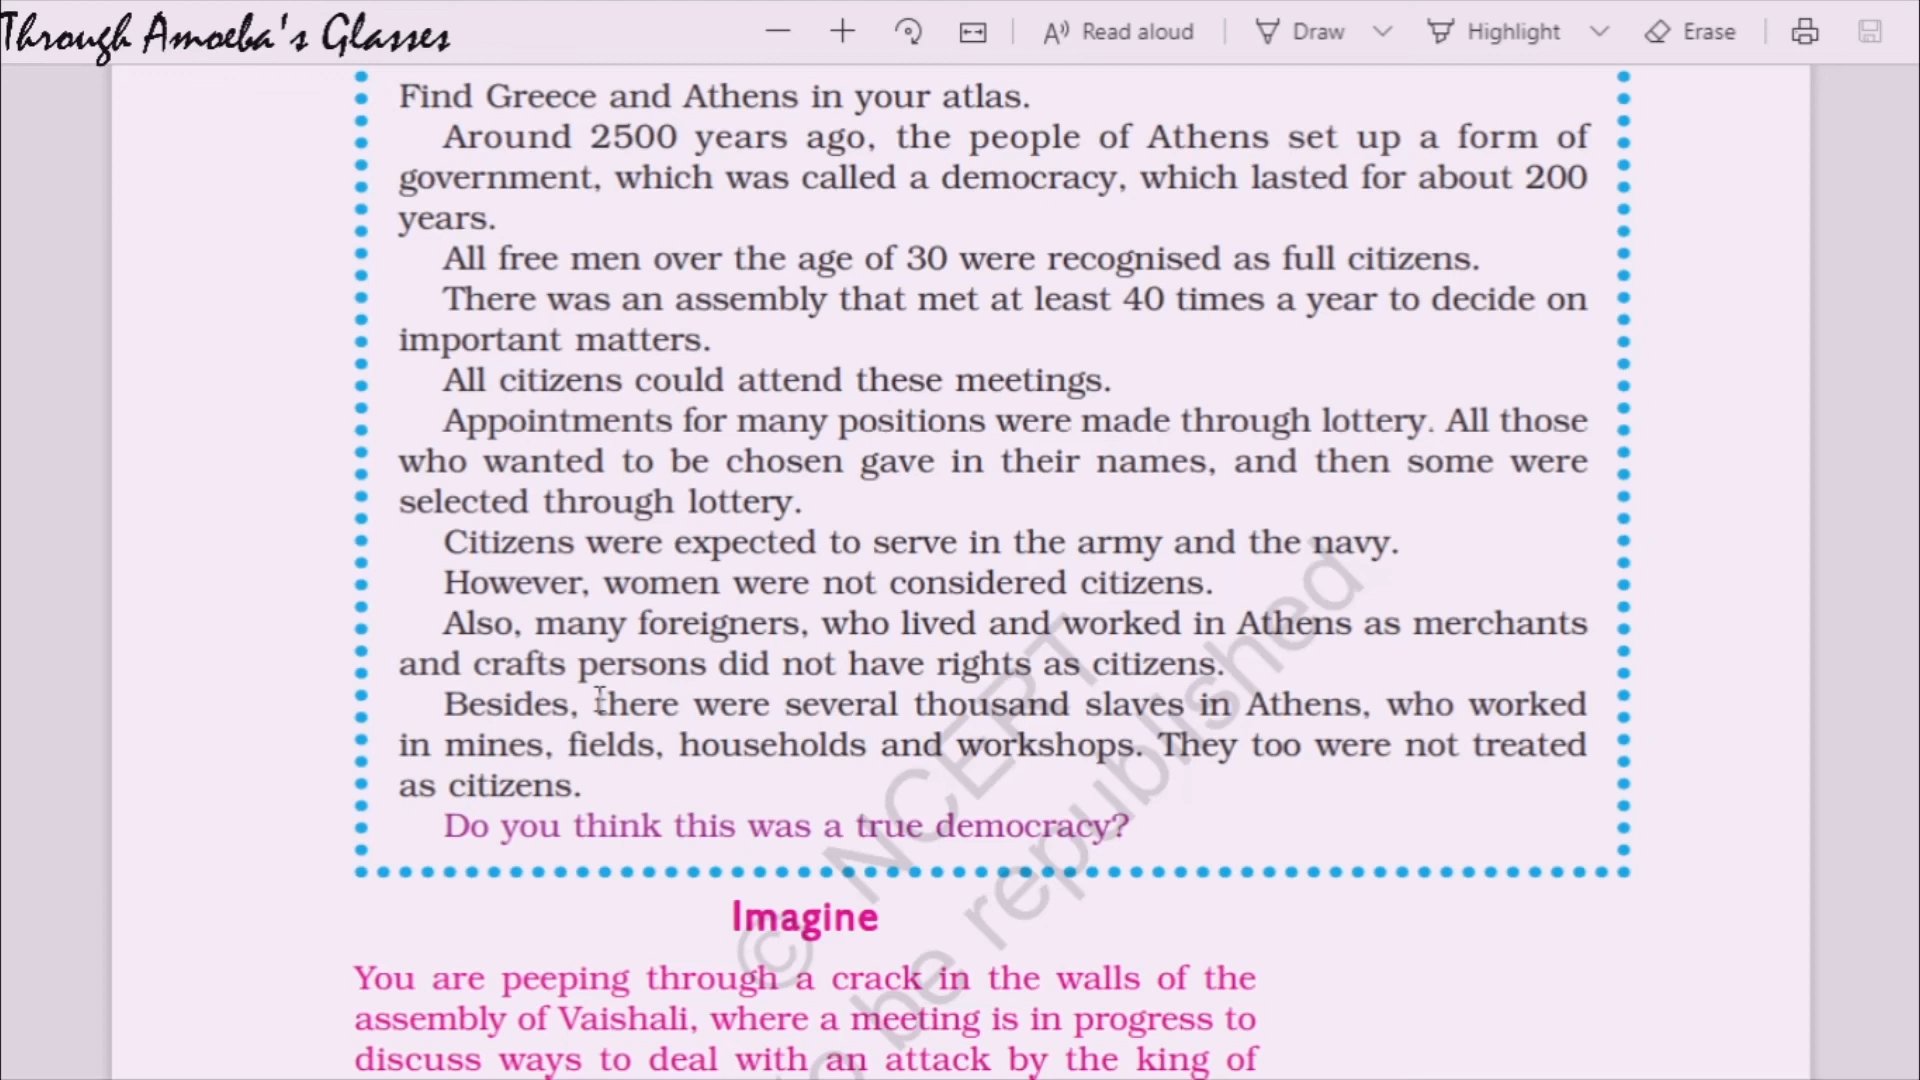 Through Amoeba's Glasses
Read aloud
Draw
Highlight
Erase
Find Greece and Athens in your atlas.
Around 2500 years ago, the people of Athens set up a form of
government, which was called a democracy, which lasted for about 200
years.
All free men over the age of 30 were recognised as full citizens.
There was an assembly that met at least 40 times a year to decide on
important matters.
All citizens could attend these meetings.
Appointments for many positions were made through lottery. All those
who wanted to be chosen gave in their names, and then some were
selected through lottery.
Citizens were expected to serve in the army and the navy.
However, women were not considered citizens.
Also, many foreigners, who lived and worked in Athens as merchants
and crafts persons did not have rights as citizens.
Besides, there were several thousand slaves in Athens, who worked
in mines, fields, households and workshops. They too were not treated
as citizens.
Do you think this was a true democracy?
Imagine
You are peeping through a crack in the walls of the
assembly of Vaishali, where a meeting is in progress to
discuss ways to deal with an attack by the king of
© NCERT
to be republished